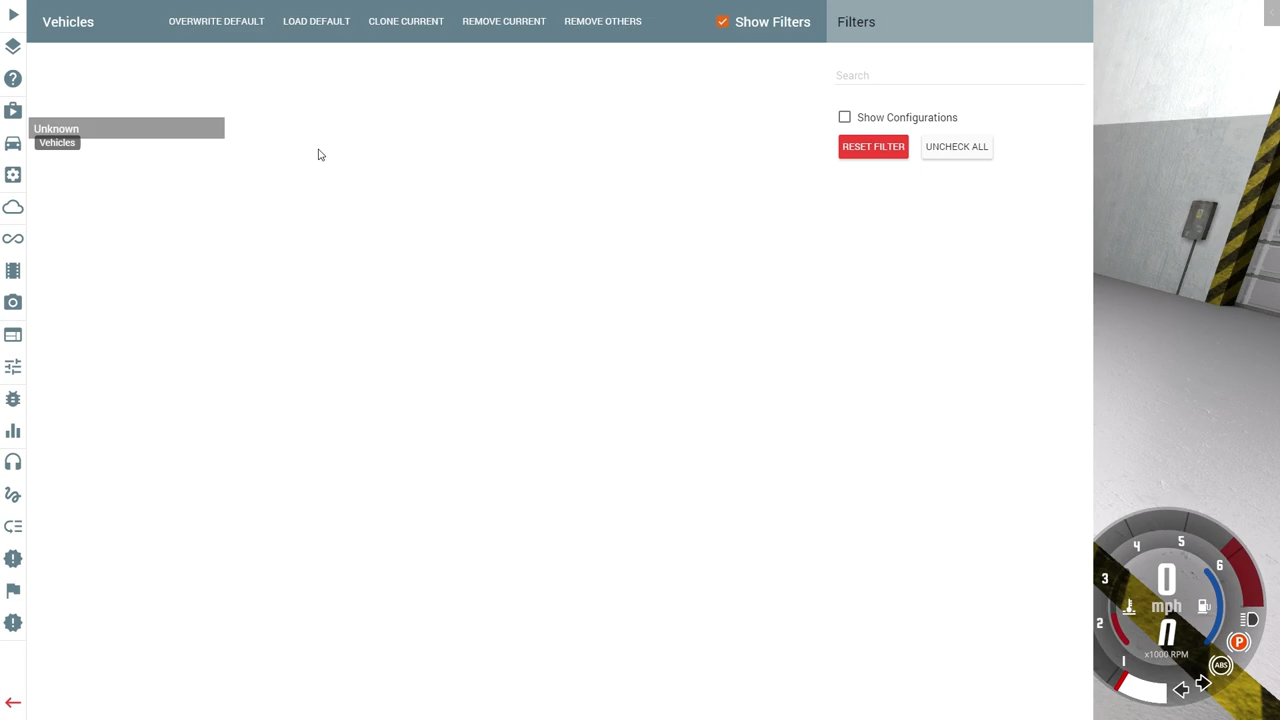 Vehicles
OVERWRITE DEFAULT
LOAD DEFAULT
CLONE CURRENT
REMOVE CURRENT
REMOVE OTHERS
Show Filters
Filters
Search
Unknown
Vehicles
Show Configurations
RESET FILTER
UNCHECK ALL
1
2
3
4
5
6
0
mph
n
x1000 RPM
P
ABS